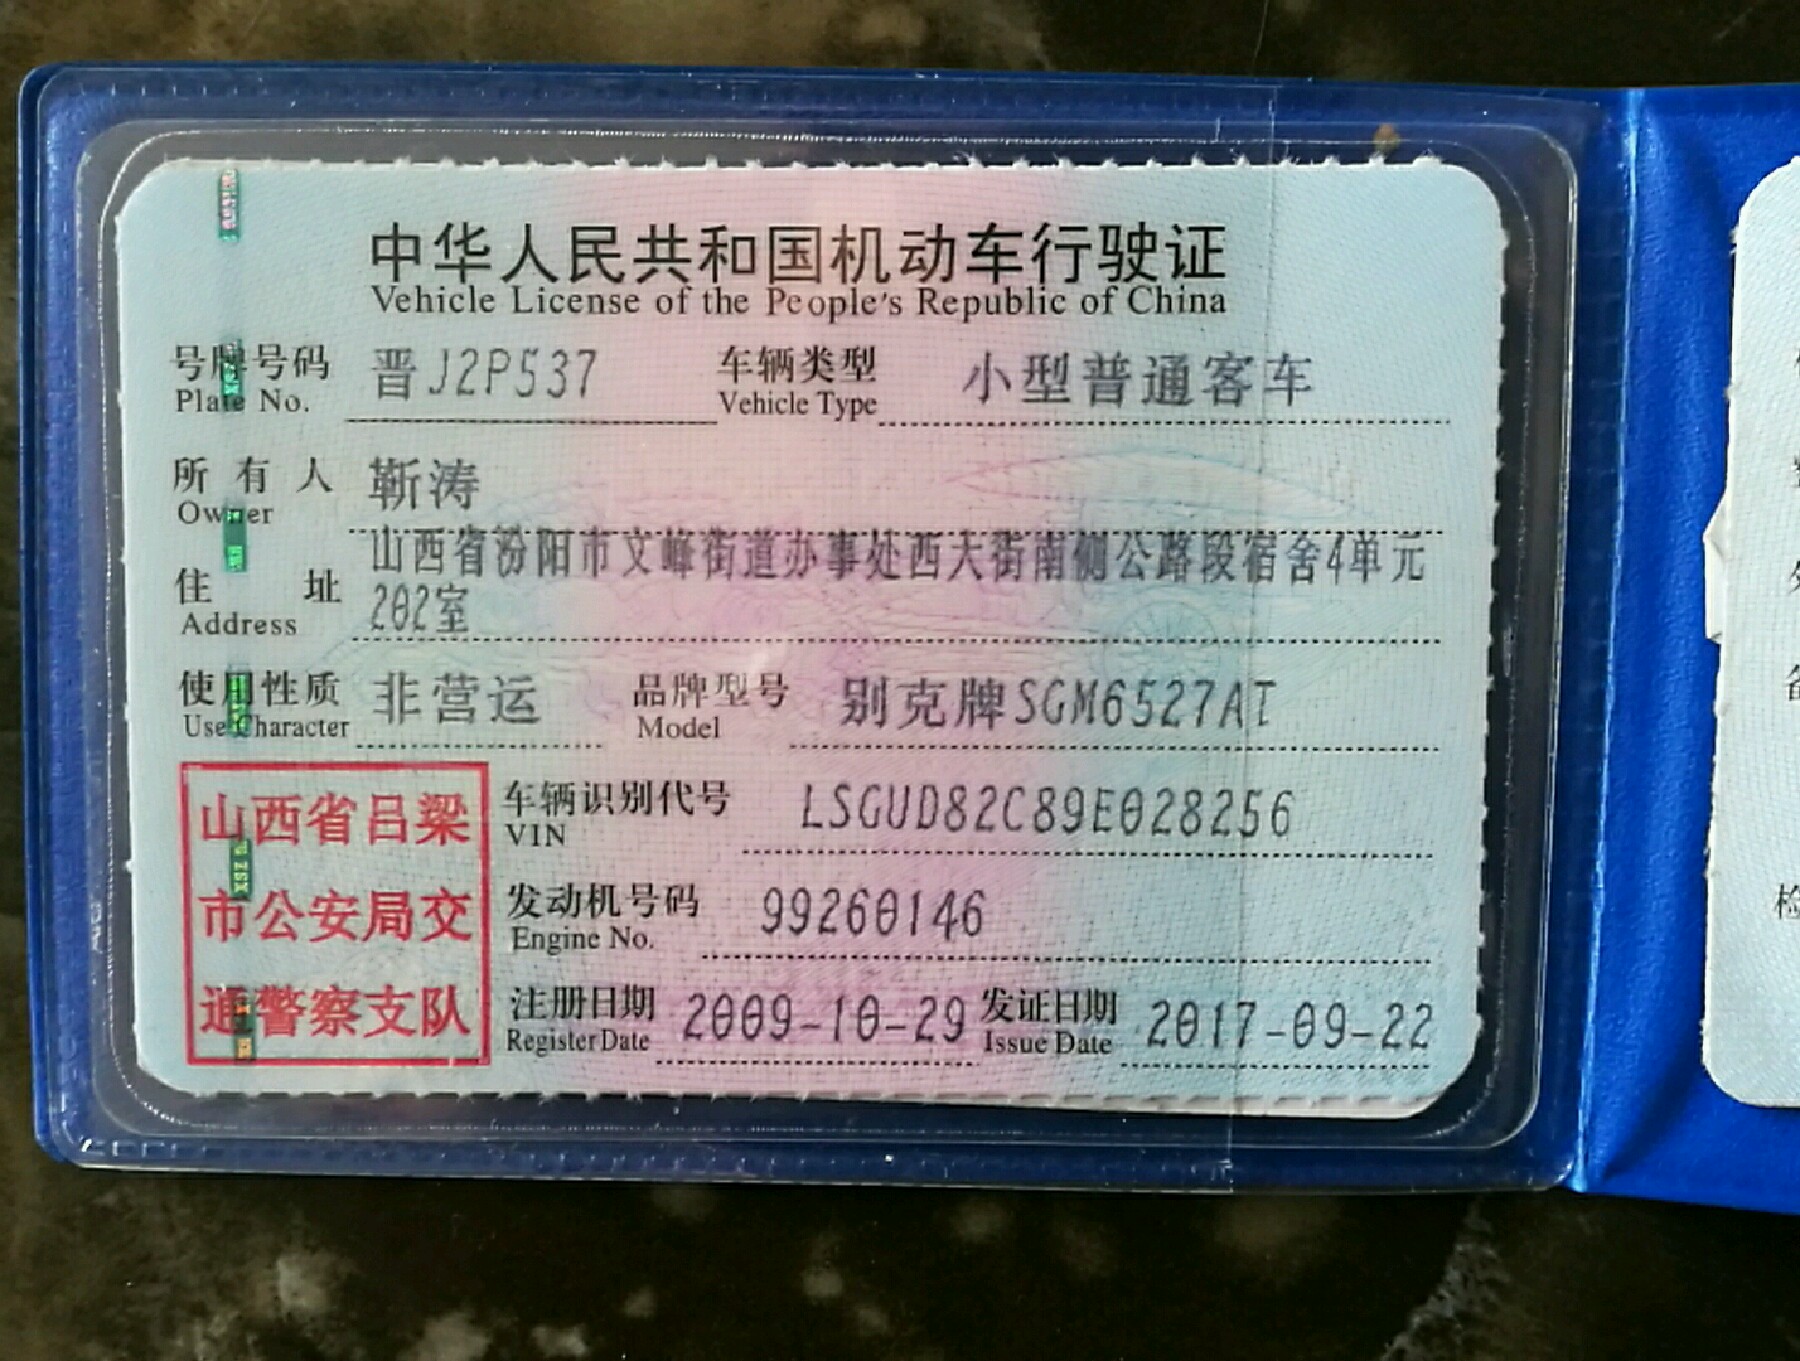 中华人民共和国机动车行驶证
Vehicle License of the People's Republic of China
号牌号码 晋J2P537 车辆类型 小型普通客车
Plate No. Vehicle Type
所有人 靳涛
Owner
山西省汾阳市文峰街道办事处西大街南侧公路段宿舍4单元
住址 202室
Address
使用性质 非营运 品牌型号 别克牌SGM6527AT
Use Character Model
山西省吕梁
市公安局交
通警察支队
车辆识别代号 LSGUD82C89E028256
VIN
发动机号码 99260146
Engine No.
注册日期 2009-10-29 发证日期 2017-09-22
Register Date Issue Date
检